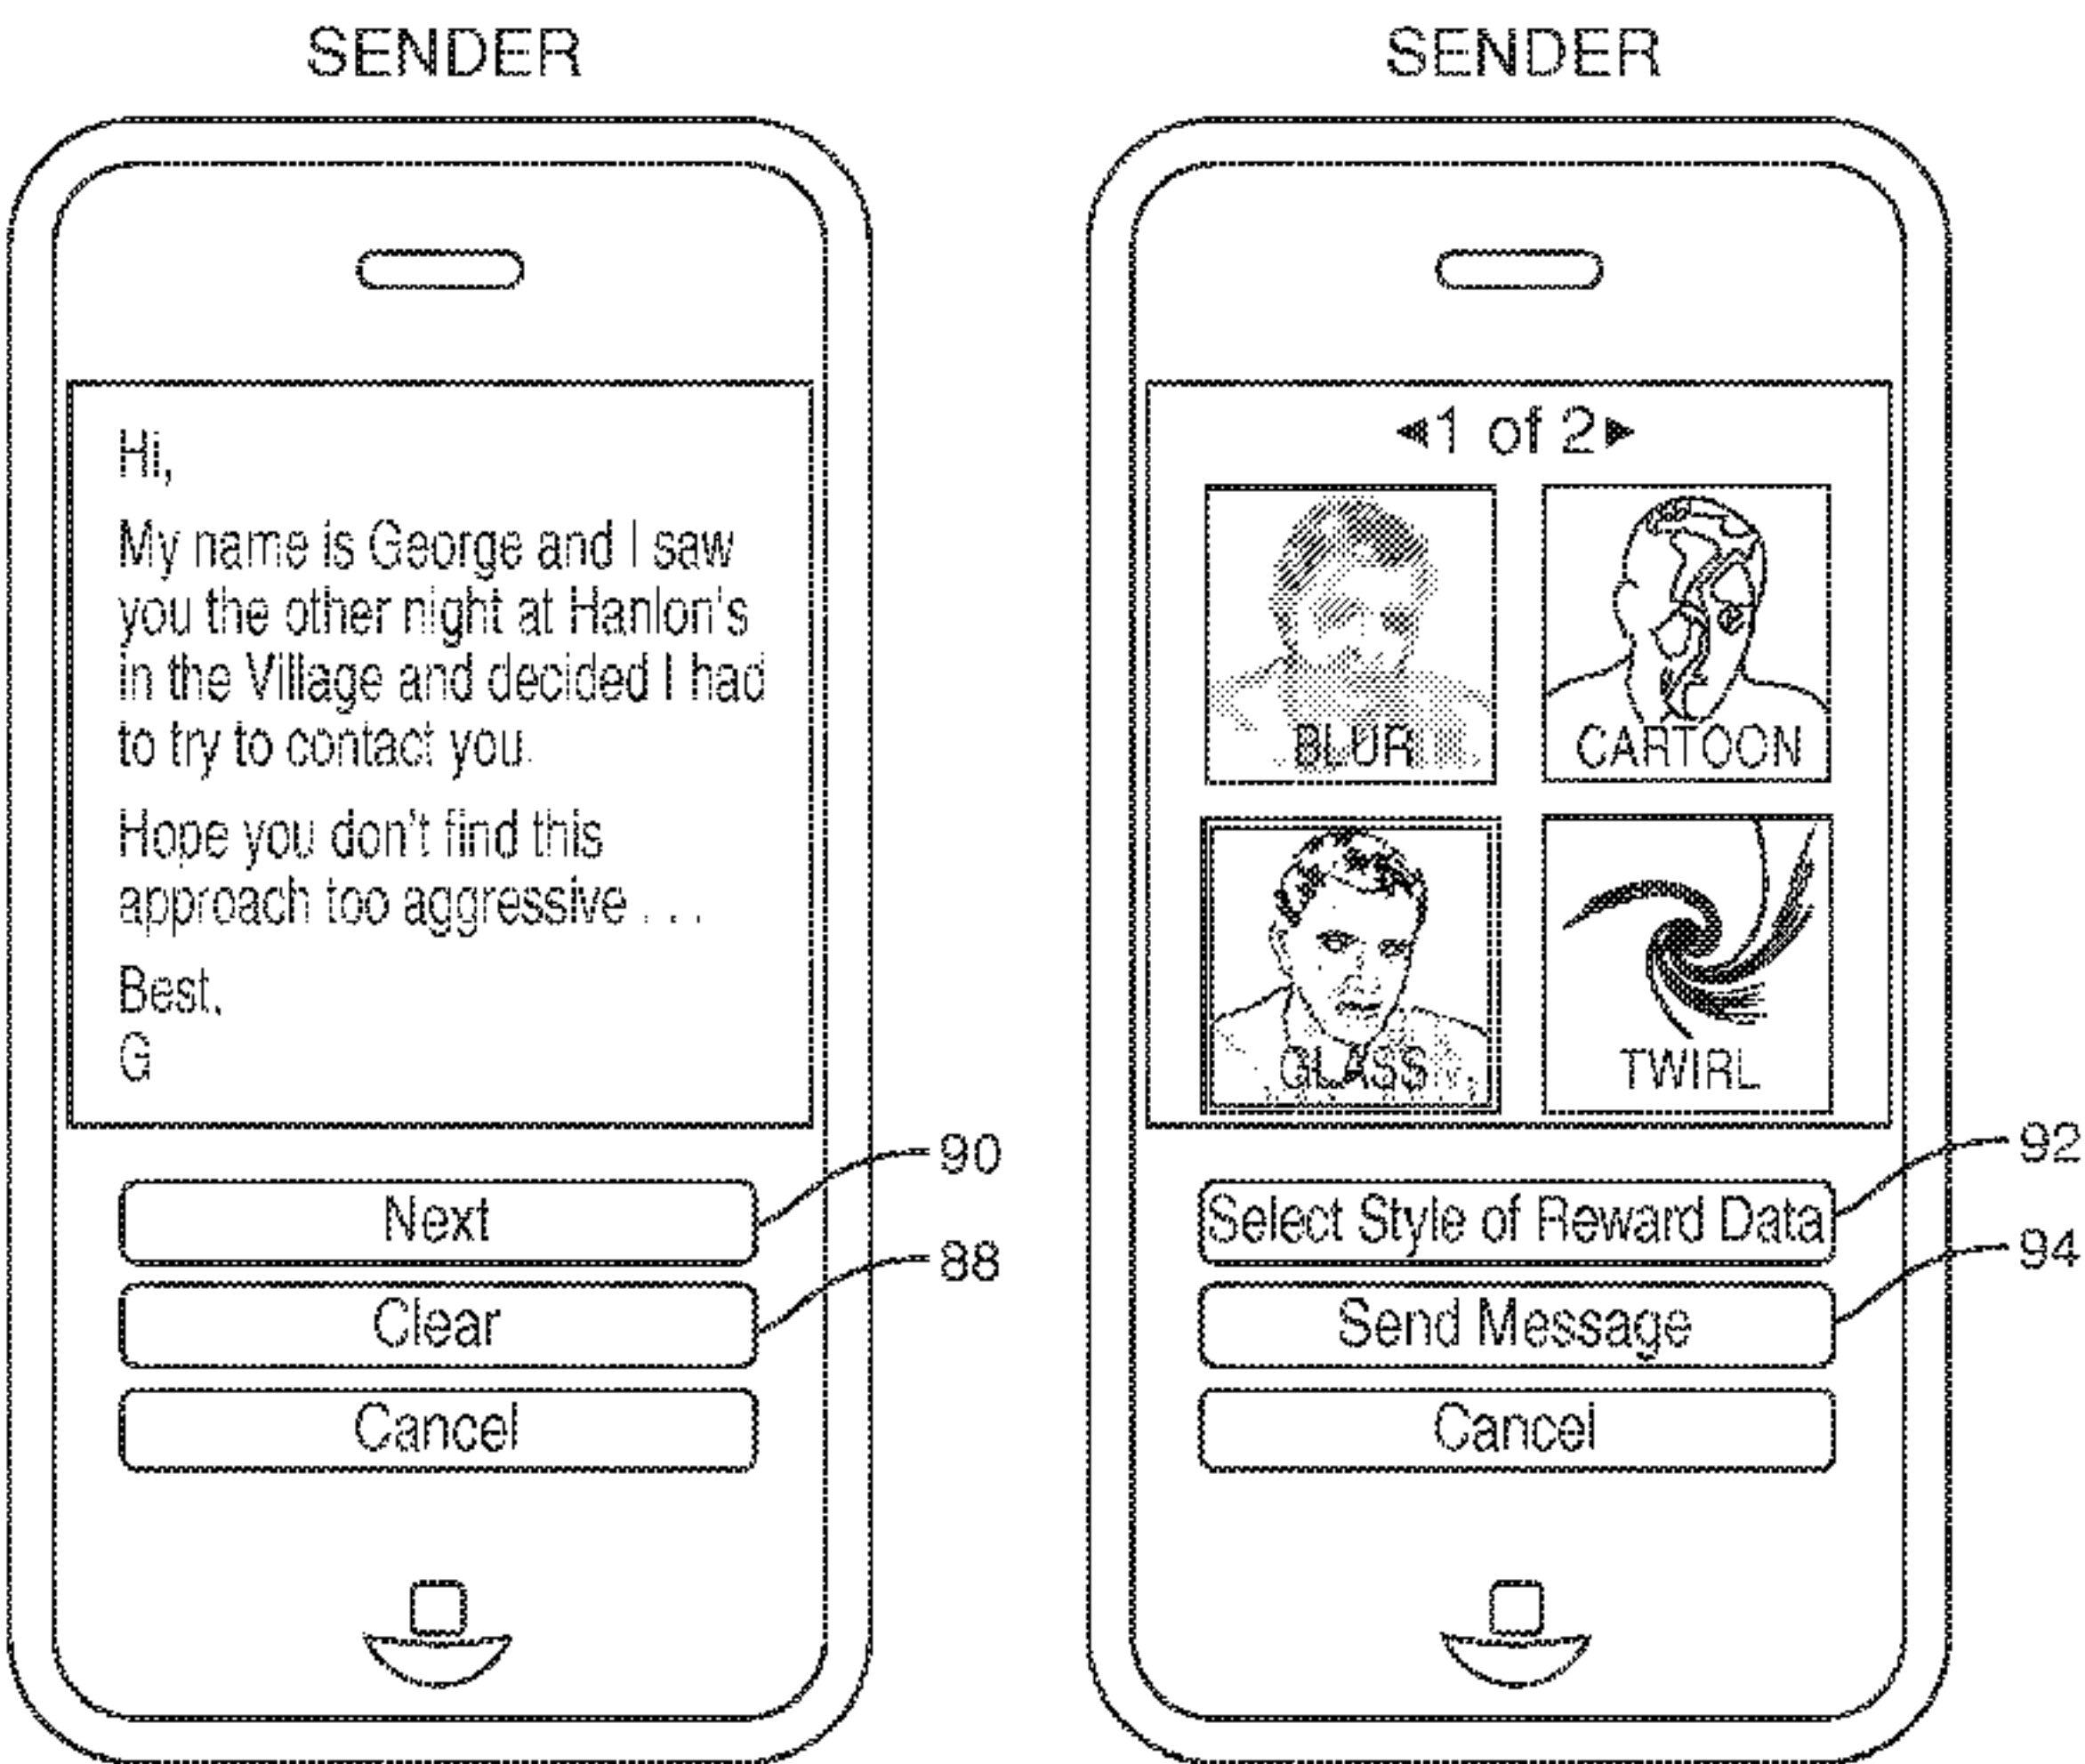 SENDER
Hi,
My name is George and I saw
you the other night at Hanlon's
in the Village and decided I had
to try to contact you.
Hope you don't find this
approach too aggressive . . .
Best,
G
Next
90
Clear
88
Cancel
SENDER
◄1 of 2►
BLUR
CARTOON
GLASS
TWIRL
Select Style of Reward Data
92
Send Message
94
Cancel